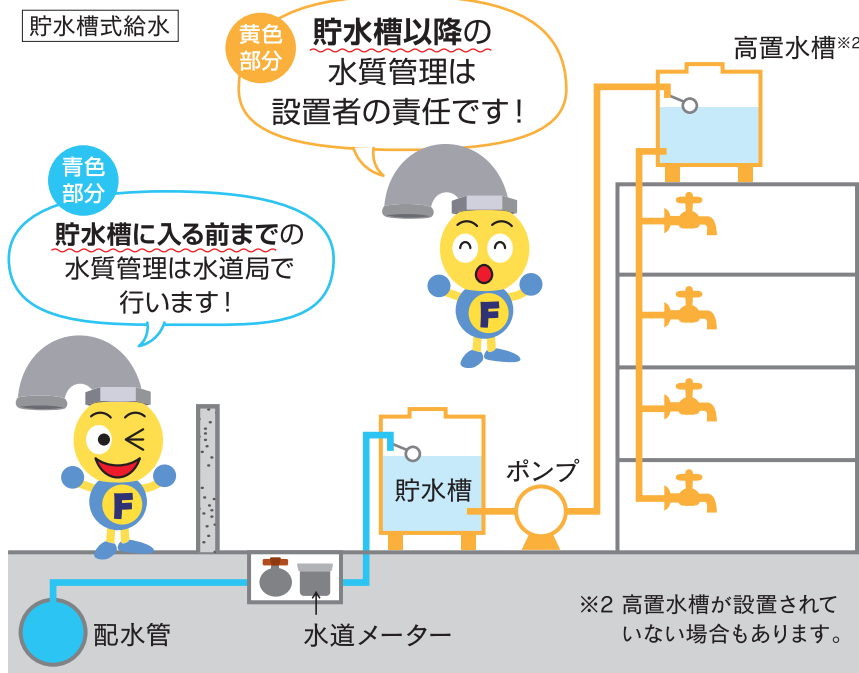 貯水槽式給水
黄色
部分
貯水槽以降の
水質管理は
設置者の責任です！
高置水槽※2
青色
部分
貯水槽に入る前までの
水質管理は水道局で
行います！
F
F
貯水槽
ポンプ
配水管
水道メーター
※2 高置水槽が設置されて
いない場合もあります。